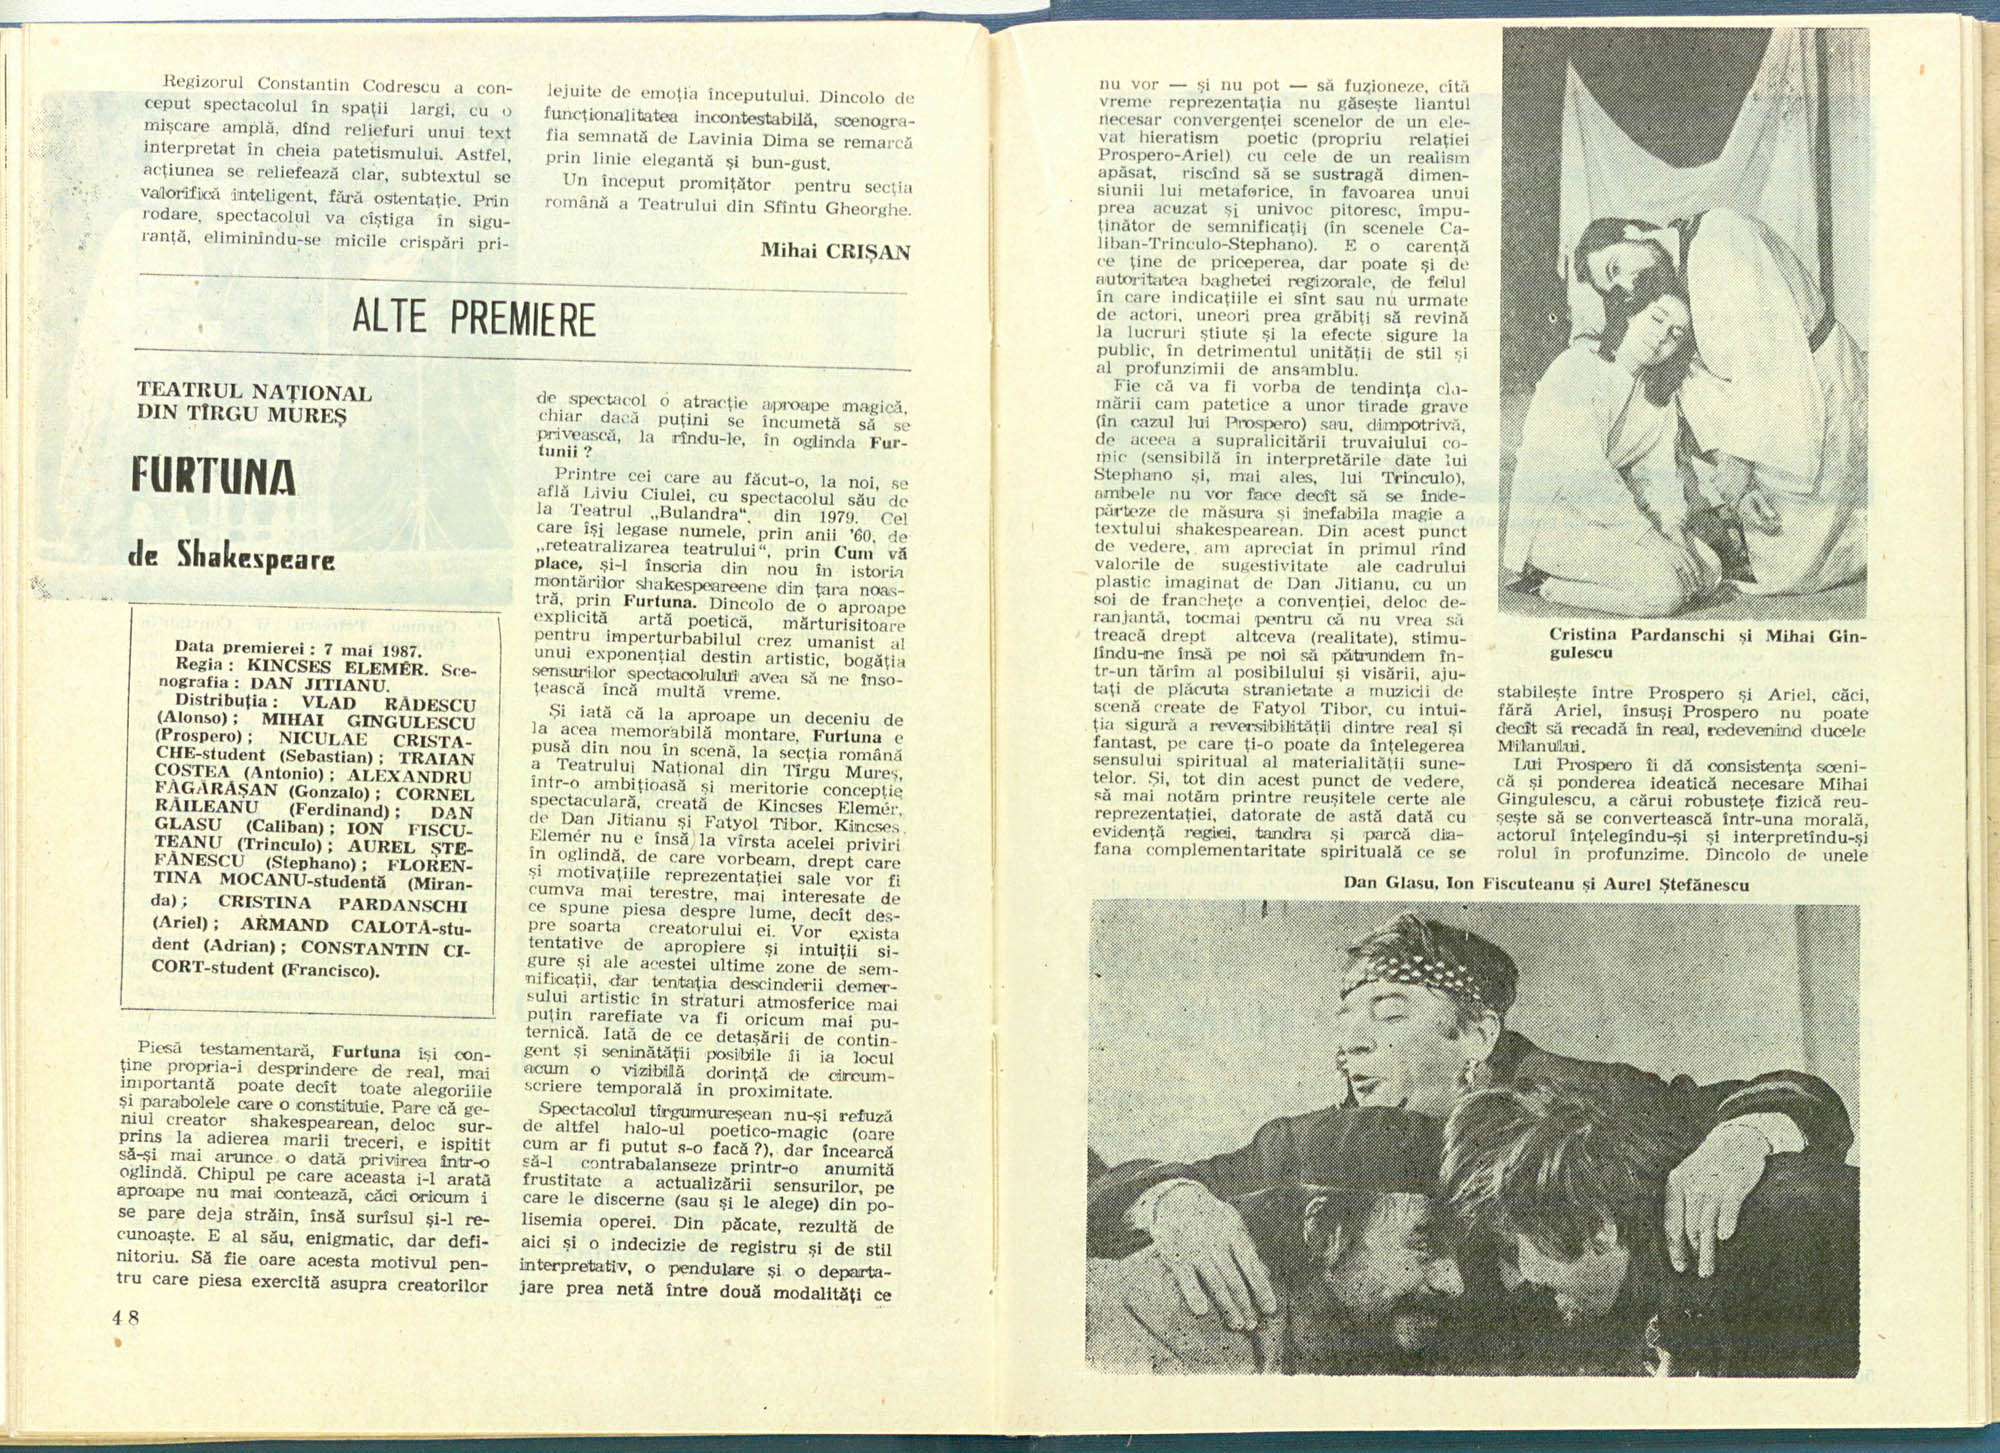 Regizorul Constantin Codrescu a con-
ceput spectacolul în spații largi, cu o
mișcare amplă, dînd reliefuri unui text
interpretat în cheia patetismului. Astfel,
acțiunea se reliefează clar, subtextul se
valorifică inteligent, fără ostentație. Prin
rodare, spectacolul va cîștiga în sigu-
ranță, eliminîndu-se micile crispări pri-
lejuite de emoția începutului. Dincolo de
funcționalitatea incontestabilă, scenogra-
fia semnată de Lavinia Dima se remarcă
prin linie elegantă și bun-gust.
Un început promițător pentru secția
română a Teatrului din Sfîntu Gheorghe.
Mihai CRIȘAN
ALTE PREMIERE
TEATRUL NAȚIONAL
DIN TÎRGU MUREȘ
FURTUNA
de Shakespeare
Data premierei : 7 mai 1987.
Regia : KINCSES ELEMÉR. Sce-
nografia : DAN JITIANU.
Distribuția : VLAD RĂDESCU
(Alonso) ; MIHAI GINGULESCU
(Prospero) ; NICULAE CRISTA-
CHE-student (Sebastian) ; TRAIAN
COSTEA (Antonio) ; ALEXANDRU
FĂGĂRĂȘAN (Gonzalo) ; CORNEL
RĂILEANU (Ferdinand) ; DAN
GLASU (Caliban) ; ION FISCU-
TEANU (Trinculo) ; AUREL ȘTE-
FĂNESCU (Stephano) ; FLOREN-
TINA MOCANU-studentă (Miran-
da) ; CRISTINA PARDANSCHI
(Ariel) ; ARMAND CALOTĂ-stu-
dent (Adrian) ; CONSTANTIN CI-
CORT-student (Francisco).
Piesă testamentară, Furtuna își con-
ține propria-i desprindere de real, mai
importantă poate decît toate alegoriile
și parabolele care o constituie. Pare că ge-
niul creator shakespearean, deloc sur-
prins la adierea marii treceri, e ispitit
să-și mai arunce o dată privirea într-o
oglindă. Chipul pe care aceasta i-l arată
aproape nu mai contează, căci oricum i
se pare deja străin, însă surîsul și-l re-
cunoaște. E al său, enigmatic, dar defi-
nitoriu. Să fie oare acesta motivul pen-
tru care piesa exercită asupra creatorilor
de spectacol o atracție aproape magică,
chiar dacă puțini se încumetă să se
privească, la rîndu-le, în oglinda Fur-
tunii ?
Printre cei care au făcut-o, la noi, se
află Liviu Ciulei, cu spectacolul său de
la Teatrul „Bulandra“, din 1979. Cel
care își legase numele, prin anii '60, de
„reteatralizarea teatrului“, prin Cum vă
place, și-l înscria din nou în istoria
montărilor shakespeareene din țara noas-
tră, prin Furtuna. Dincolo de o aproape
explicită artă poetică, mărturisitoare
pentru imperturbabilul crez umanist al
unui exponențial destin artistic, bogăția
sensurilor spectacolului avea să ne înso-
țească încă multă vreme.
Și iată că la aproape un deceniu de
la acea memorabilă montare, Furtuna e
pusă din nou în scenă, la secția română
a Teatrului Național din Tîrgu Mureș,
într-o ambițioasă și meritorie concepție
spectaculară, creată de Kincses Elemér,
de Dan Jitianu și Fatyol Tibor. Kincses
Elemér nu e însă la vîrsta acelei priviri
în oglindă, de care vorbeam, drept care
și motivațiile reprezentației sale vor fi
cumva mai terestre, mai interesate de
ce spune piesa despre lume, decît des-
pre soarta creatorului ei. Vor exista
tentative de apropiere și intuiții si-
gure și ale acestei ultime zone de sem-
nificații, dar tentația descinderii demer-
sului artistic în straturi atmosferice mai
puțin rarefiate va fi oricum mai pu-
ternică. Iată de ce detașării de contin-
gent și seninătății posibile îi ia locul
acum o vizibilă dorință de circum-
scriere temporală în proximitate.
Spectacolul tîrgumureșean nu-și refuză
de altfel halo-ul poetico-magic (oare
cum ar fi putut s-o facă ?), dar încearcă
să-l contrabalanseze printr-o anumită
frustitate a actualizării sensurilor, pe
care le discerne (sau și le alege) din po-
lisemia operei. Din păcate, rezultă de
aici și o indecizie de registru și de stil
interpretativ, o pendulare și o departa-
jare prea netă între două modalități ce
48
nu vor — și nu pot — să fuzioneze, cîtă
vreme reprezentația nu găsește liantul
necesar convergenței scenelor de un ele-
vat hieratism poetic (propriu relației
Prospero-Ariel) cu cele de un realism
apăsat, riscînd să se sustragă dimen-
siunii lui metaforice, în favoarea unui
prea acuzat și univoc pitoresc, împu-
ținător de semnificații (în scenele Ca-
liban-Trinculo-Stephano). E o carență
ce ține de priceperea, dar poate și de
autoritatea baghetei regizorale, de felul
în care indicațiile ei sînt sau nu urmate
de actori, uneori prea grăbiți să revină
la lucruri știute și la efecte sigure la
public, în detrimentul unității de stil și
al profunzimii de ansamblu.
Fie că va fi vorba de tendința cla-
mării cam patetice a unor tirade grave
(în cazul lui Prospero) sau, dimpotrivă,
de aceea a supralicitării truvaiului co-
mic (sensibilă în interpretările date lui
Stephano și, mai ales, lui Trinculo),
ambele nu vor face decît să se înde-
părteze de măsura și inefabila magie a
textului shakespearean. Din acest punct
de vedere, am apreciat în primul rînd
valorile de sugestivitate ale cadrului
plastic imaginat de Dan Jitianu, cu un
soi de franchețe a convenției, deloc de-
ranjantă, tocmai pentru că nu vrea să
treacă drept altceva (realitate), stimu-
lîndu-ne însă pe noi să pătrundem în-
tr-un tărîm al posibilului și visării, aju-
tați de plăcuta stranietate a muzicii de
scenă create de Fatyol Tibor, cu intui-
ția sigură a reversibilității dintre real și
fantast, pe care ți-o poate da înțelegerea
sensului spiritual al materialității sune-
telor. Și, tot din acest punct de vedere,
să mai notăm printre reușitele certe ale
reprezentației, datorate de astă dată cu
evidență regiei, tandra și parcă dia-
fana complementaritate spirituală ce se
Cristina Pardanschi și Mihai Gin-
gulescu
stabilește între Prospero și Ariel, căci,
fără Ariel, însuși Prospero nu poate
decît să recadă în real, redevenind ducele
Milanului.
Lui Prospero îi dă consistența sceni-
că și ponderea ideatică necesare Mihai
Gingulescu, a cărui robustețe fizică reu-
șește să se convertească într-una morală,
actorul înțelegîndu-și și interpretîndu-și
rolul în profunzime. Dincolo de unele
Dan Glasu, Ion Fiscuteanu și Aurel Ștefănescu